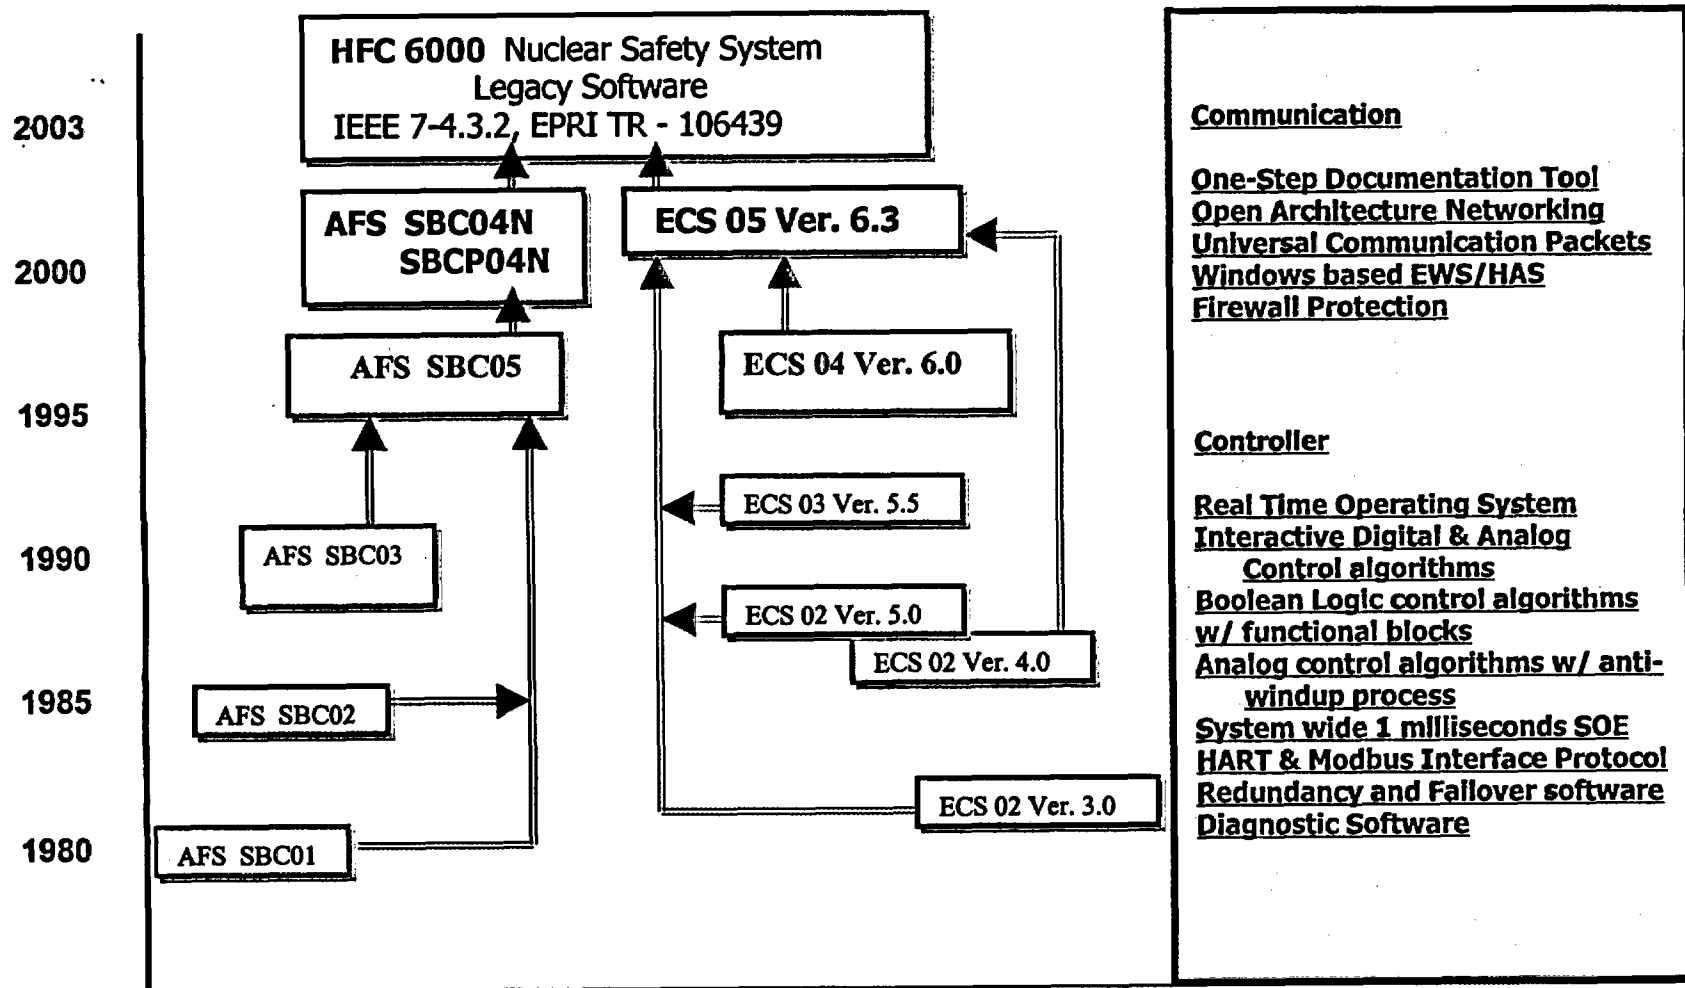 HFC 6000 Nuclear Safety System
Legacy Software
IEEE 7-4.3.2, EPRI TR - 106439
2003
AFS SBC04N
SBCP04N
ECS 05 Ver. 6.3
2000
AFS SBC05
ECS 04 Ver. 6.0
1995
ECS 03 Ver. 5.5
AFS SBC03
1990
ECS 02 Ver. 5.0
ECS 02 Ver. 4.0
1985
AFS SBC02
ECS 02 Ver. 3.0
1980
AFS SBC01
Communication
One-Step Documentation Tool
Open Architecture Networking
Universal Communication Packets
Windows based EWS/HAS
Firewall Protection
Controller
Real Time Operating System
Interactive Digital & Analog
Control algorithms
Boolean Logic control algorithms
w/ functional blocks
Analog control algorithms w/ anti-
windup process
System wide 1 milliseconds SOE
HART & Modbus Interface Protocol
Redundancy and Failover software
Diagnostic Software